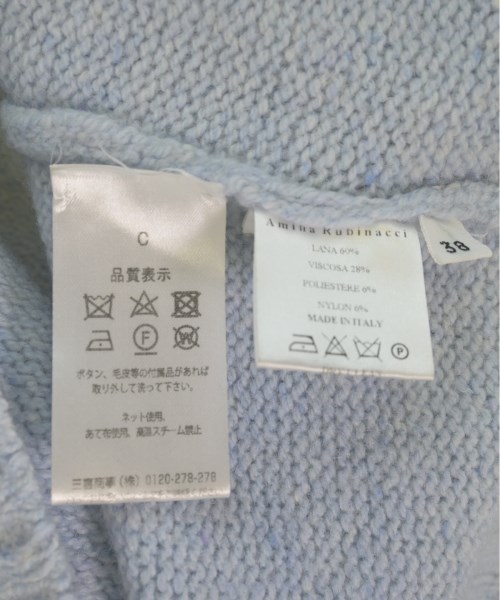 C
品質表示
F
W
ボタン、毛皮等の付属品があれば
取り外して洗って下さい。
ネット使用、
あて布使用、高温スチーム厳禁
三喜商事(株) 0120-278-278
Amina Rubinacci
LANA 60%
VISCOSA 28%
POLIESTERE 6%
NYLON 6%
MADE IN ITALY
P
38